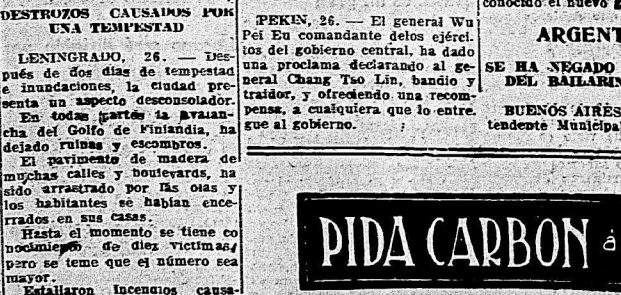 DESTROZOS CAUSADOS POR
UNA TEMPESTAD
LENINGRADO, 26. — Des-
pués de dos días de tempestad
e inundaciones, la ciudad pre-
senta un aspecto desconsolador.
En todas partes la avalan-
cha del Golfo de Finlandia, ha
dejado ruinas y escombros.
El pavimento de madera de
muchas calles y boulevards, ha
sido arrastrado por las olas y
los habitantes se habían ence-
rrados en sus casas.
Hasta el momento se tiene co
nocimiento de diez victimas,
pero se teme que el número sea
mayor.
Estallaron incendios causa-
PEKIN, 26. — El general Wu
Pei Eu comandante delos ejérci-
tos del gobierno central, ha dado
una proclama declarando al ge-
neral Chang Tso Lin, bandio y
traidor, y ofreciendo una recom-
pensa, a cualquiera que lo entre.
gue al gobierno.
conocido el nuevo
ARGENT
SE HA NEGADO
DEL BAILARIN
BUENOS AIRES
tendente Municipa
PIDA CARBON á